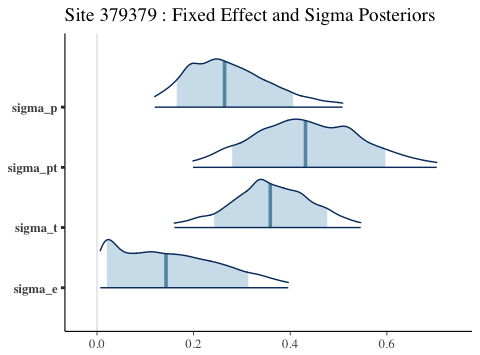 Site 379379 : Fixed Effect and Sigma Posteriors
sigma_p
sigma_pt
sigma_t
sigma_e
0.0 0.2 0.4 0.6